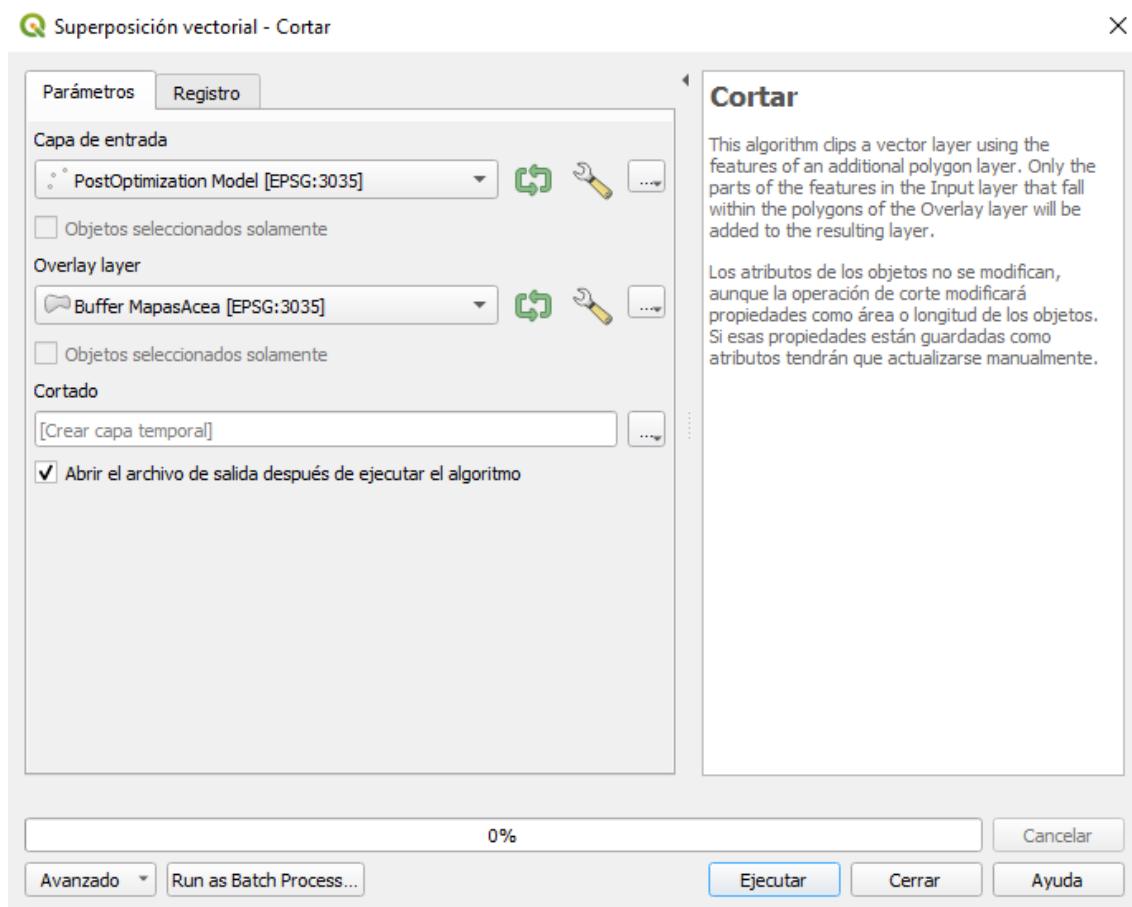 Superposición vectorial - Cortar
Parámetros
Registro
Capa de entrada
PostOptimization Model [EPSG:3035]
...
Objetos seleccionados solamente
Overlay layer
Buffer MapasAcea [EPSG:3035]
...
Objetos seleccionados solamente
Cortado
[Crear capa temporal]
...
Abrir el archivo de salida después de ejecutar el algoritmo
Cortar
This algorithm clips a vector layer using the
features of an additional polygon layer. Only the
parts of the features in the Input layer that fall
within the polygons of the Overlay layer will be
added to the resulting layer.
Los atributos de los objetos no se modifican,
aunque la operación de corte modificará
propiedades como área o longitud de los objetos.
Si esas propiedades están guardadas como
atributos tendrán que actualizarse manualmente.
0%
Cancelar
Avanzado
Run as Batch Process...
Ejecutar
Cerrar
Ayuda